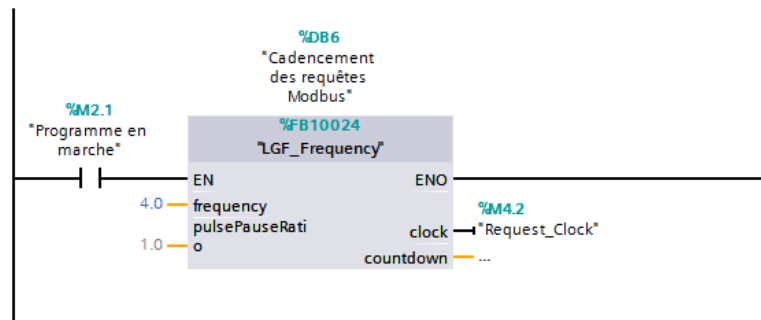 %DB6
"Cadencement
des requêtes
Modbus"
%M2.1
"Programme en
marche"
%FB10024
"LGF_Frequency"
EN
ENO
4.0
frequency
%M4.2
pulsePauseRati
o
1.0
clock
"Request_Clock"
countdown
...